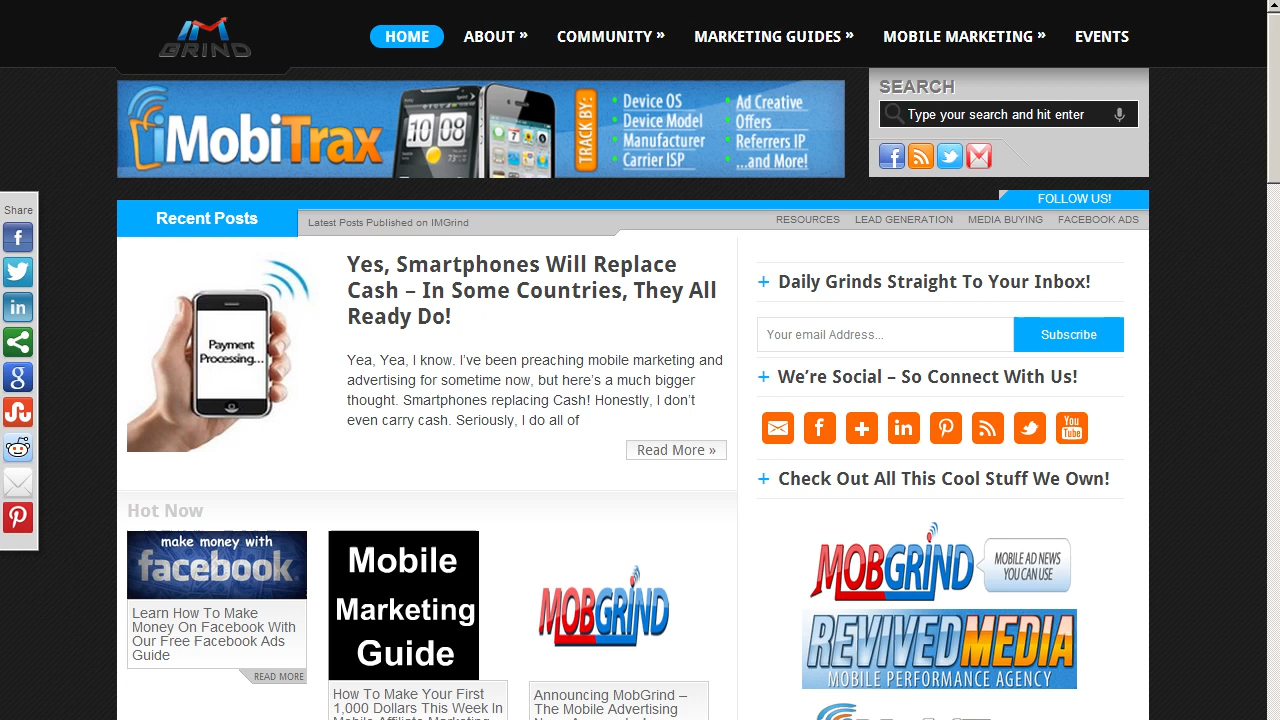 IM GRIND
HOME
ABOUT »
COMMUNITY »
MARKETING GUIDES »
MOBILE MARKETING »
EVENTS
iMobiTrax
10 08
TRACK BY:
Device OS
Device Model
Manufacturer
Carrier ISP
Ad Creative
Offers
Referrers IP
...and More!
SEARCH
Type your search and hit enter
FOLLOW US!
Share
Recent Posts
Latest Posts Published on IMGrind
RESOURCES
LEAD GENERATION
MEDIA BUYING
FACEBOOK ADS
Payment
Processing...
Yes, Smartphones Will Replace
Cash – In Some Countries, They All
Ready Do!
Yea, Yea, I know. I've been preaching mobile marketing and
advertising for sometime now, but here's a much bigger
thought. Smartphones replacing Cash! Honestly, I don't
even carry cash. Seriously, I do all of
Read More »
+ Daily Grinds Straight To Your Inbox!
Your email Address...
Subscribe
+ We're Social – So Connect With Us!
You
Tube
+ Check Out All This Cool Stuff We Own!
Hot Now
make money with
facebook
Learn How To Make
Money On Facebook With
Our Free Facebook Ads
Guide
READ MORE
Mobile
Marketing
Guide
How To Make Your First
1,000 Dollars This Week In
Mobile Affiliate Marketing
MOBGRIND
Announcing MobGrind –
The Mobile Advertising
MOBGRIND
MOBILE AD NEWS
YOU CAN USE
REVIVEDMEDIA
MOBILE PERFORMANCE AGENCY